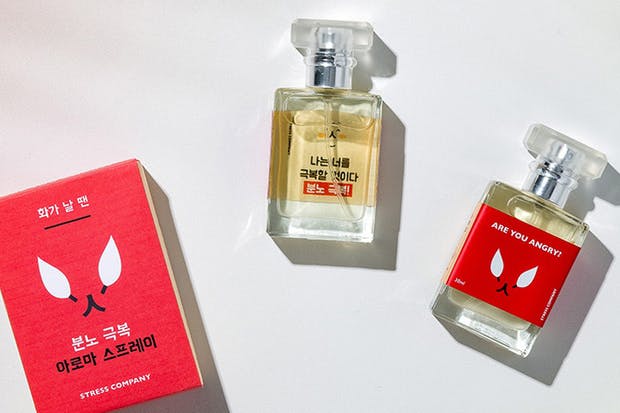 화가 날 땐
분노 극복
아로마 스프레이
STRESS COMPANY
나는 너를
극복할 것이다
분노 극복!
ARE YOU ANGRY?
20ml
STRESS COMPANY